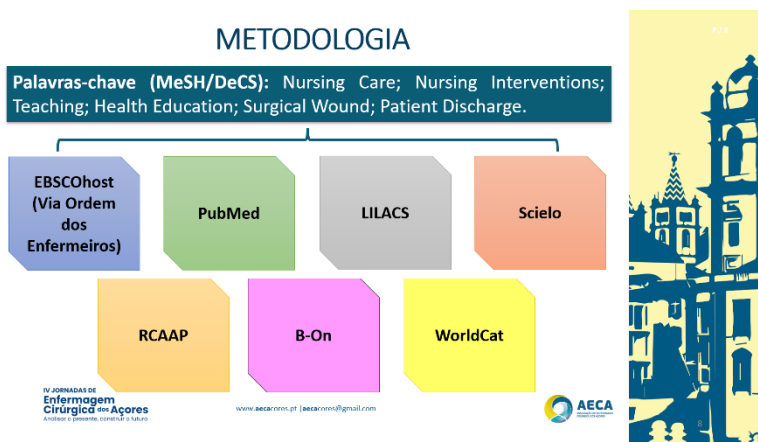 METODOLOGIA
Palavras-chave (MeSH/DeCS): Nursing Care; Nursing Interventions;
Teaching; Health Education; Surgical Wound; Patient Discharge.
EBSCOhost
(Via Ordem
dos
Enfermeiros)
PubMed
LILACS
Scielo
RCAAP
B-On
WorldCat
IV JORNADAS DE
Enfermagem
Cirúrgica dos Açores
Analisar o presente, construir o futuro
www.aecacores.pt |aecacores@gmail.com
AECA
8